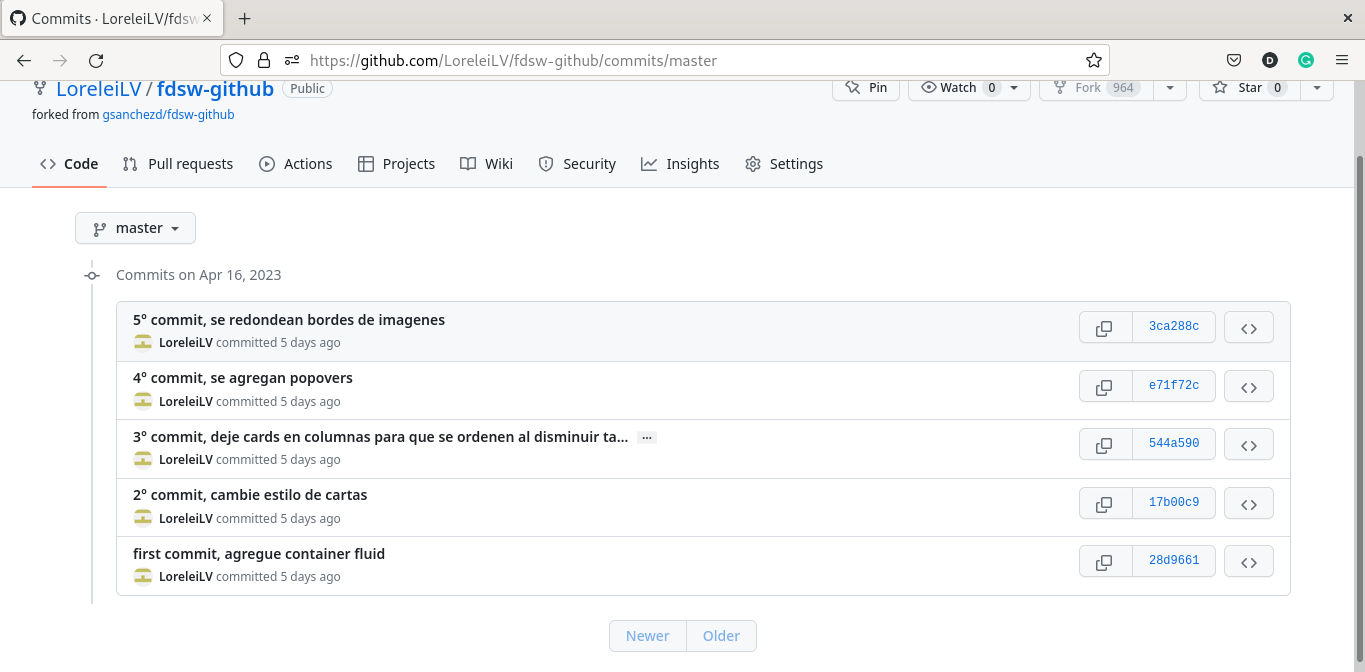 Commits · LoreleiLV/fdsw
https://github.com/LoreleiLV/fdsw-github/commits/master
LoreleiLV / fdsw-github Public
Pin Watch 0 Fork 964 Star 0
forked from gsanchezd/fdsw-github
Code Pull requests Actions Projects Wiki Security Insights Settings
master
Commits on Apr 16, 2023
5° commit, se redondean bordes de imagenes
LoreleiLV committed 5 days ago
3ca288c
4° commit, se agregan popovers
LoreleiLV committed 5 days ago
e71f72c
3° commit, deje cards en columnas para que se ordenen al disminuir ta... ...
LoreleiLV committed 5 days ago
544a590
2° commit, cambie estilo de cartas
LoreleiLV committed 5 days ago
17b00c9
first commit, agregue container fluid
LoreleiLV committed 5 days ago
28d9661
Newer Older